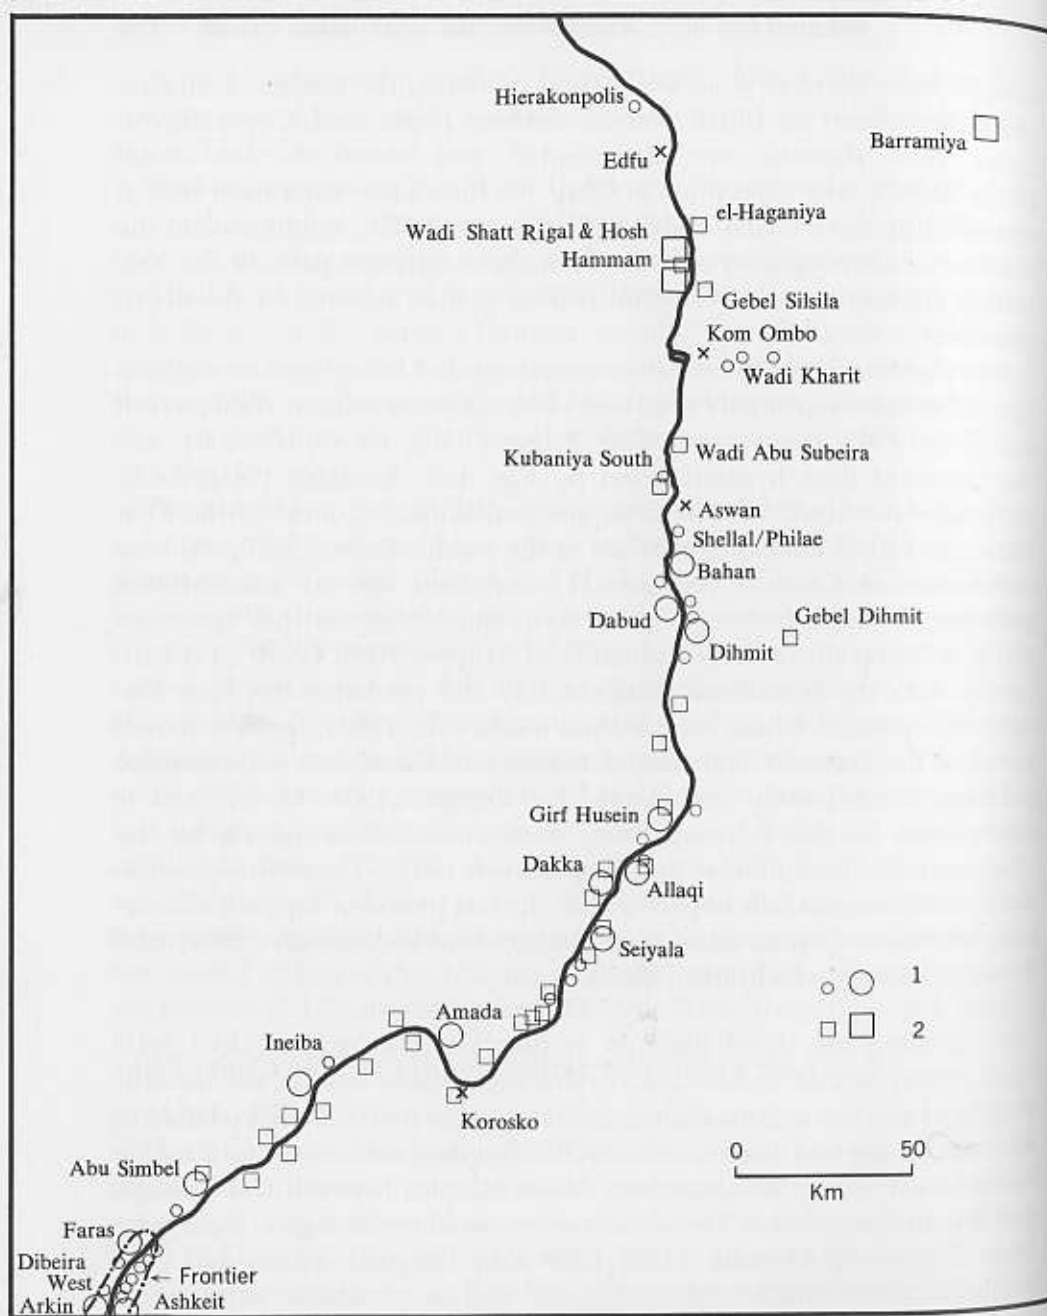 Hierakonpolis
Barramiya
Edfu
el-Haganiya
Wadi Shatt Rigal & Hosh
Hammam
Gebel Silsila
Kom Ombo
Wadi Kharit
Wadi Abu Subeira
Kubaniya South
Aswan
Shellal/Philae
Bahan
Gebel Dihmit
Dabud
Dihmit
Girf Husein
Dakka
Allaqi
Seiyala
1
2
Amada
Ineiba
Korosko
0 50
Km
Abu Simbel
Faras
Dibeira
West
Frontier
Arkin
Ashkeit